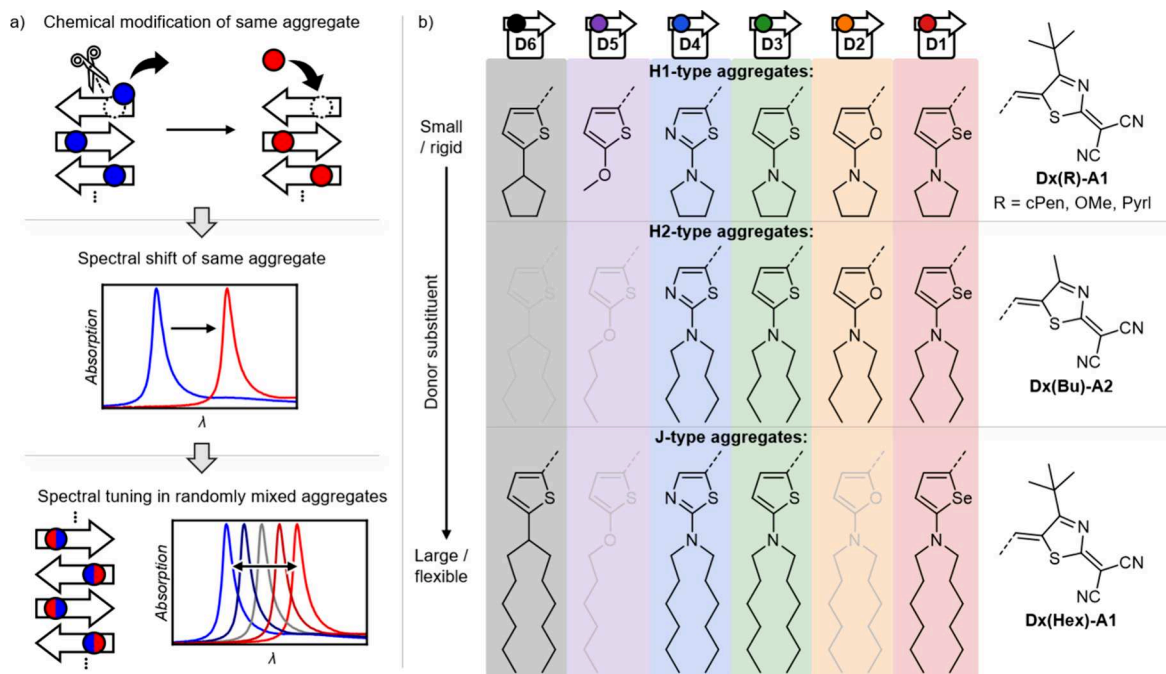 a) Chemical modification of same aggregate
Spectral shift of same aggregate
Absorption
λ
Spectral tuning in randomly mixed aggregates
Absorption
λ
b)
D6 D5 D4 D3 D2 D1
Small
/ rigid
Donor substituent
Large /
flexible
H1-type aggregates:
S S N S S O Se
O N N N N
N
S
CN
NC
Dx(R)-A1
R = cPen, OMe, Pyrl
H2-type aggregates:
S S N S S O Se
O N N N N
N
S
CN
NC
Dx(Bu)-A2
J-type aggregates:
S S N S S O Se
O N N N N
N
S
CN
NC
Dx(Hex)-A1